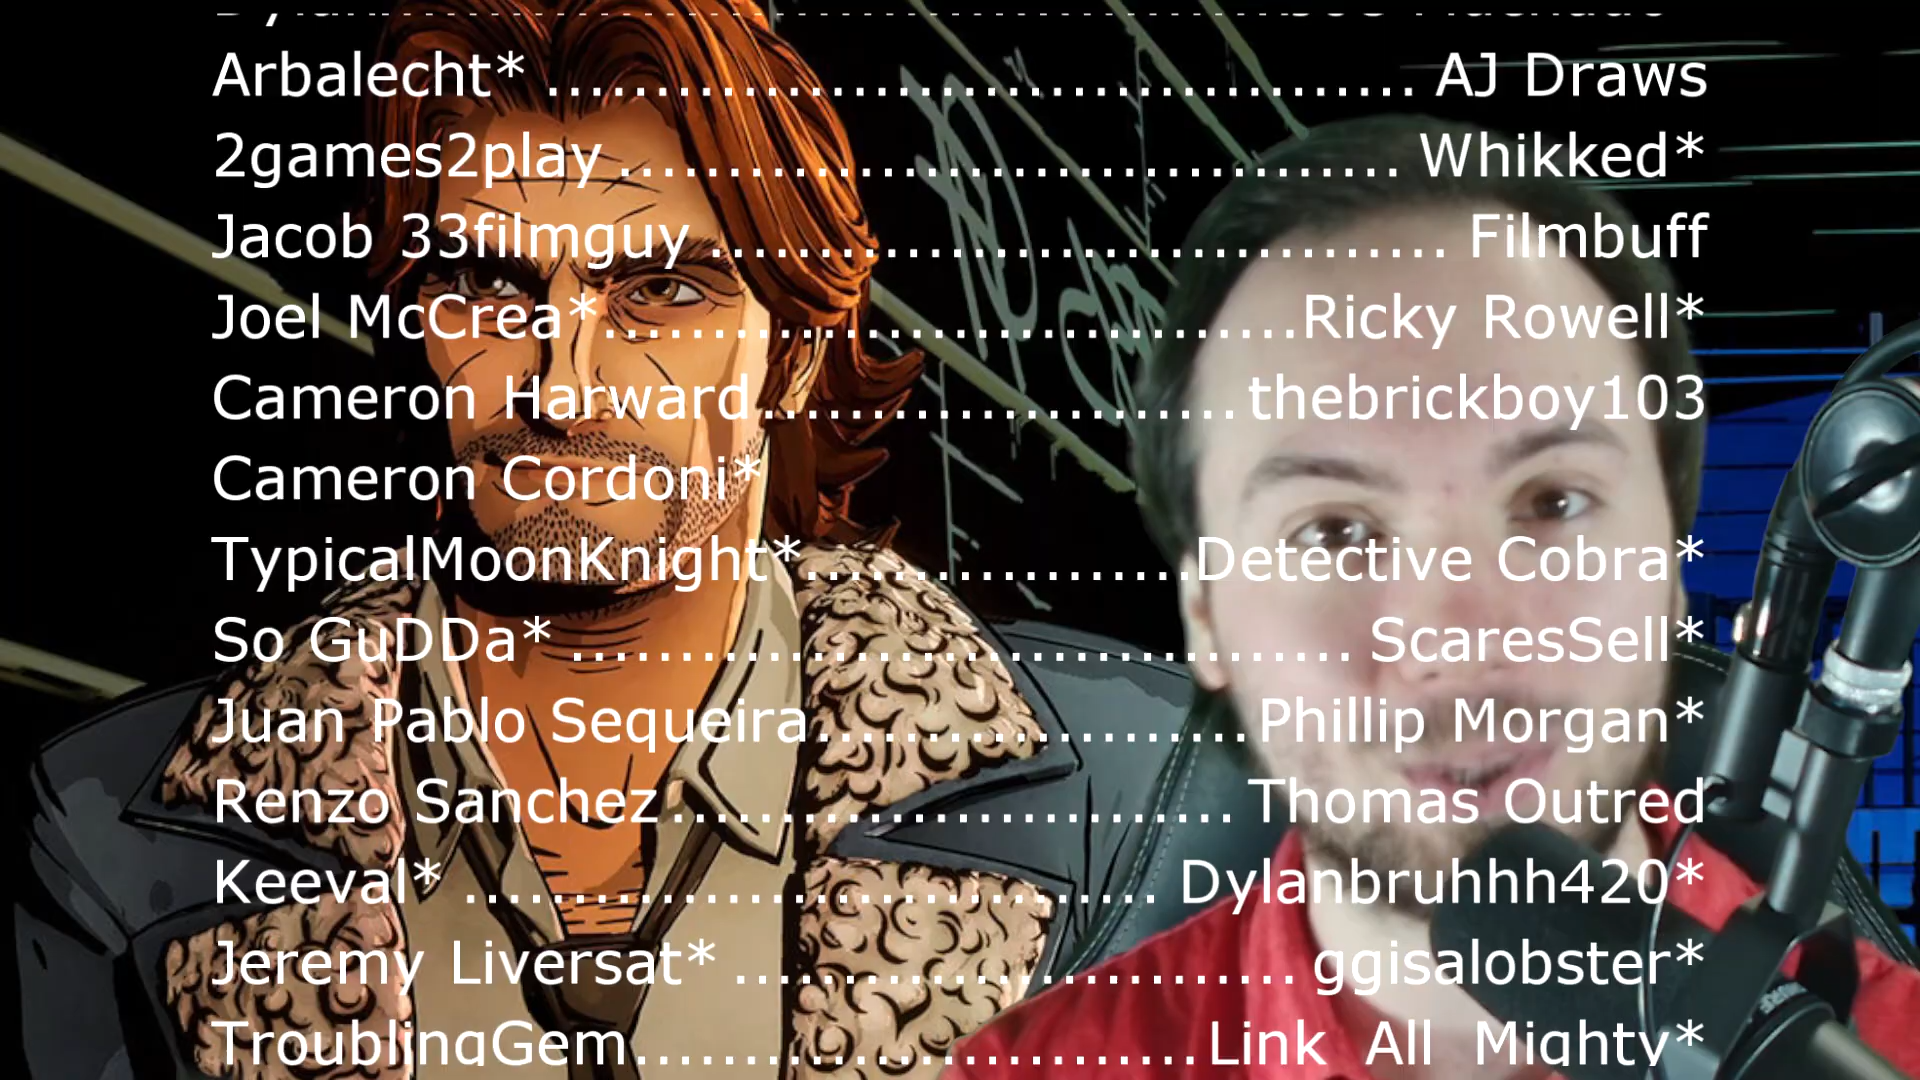 Arbalecht* ....................................... AJ Draws
2games2play ................................... Whikked*
Jacob 33filmguy ................................. Filmbuff
Joel McCrea*...............................Ricky Rowell*
Cameron Harward.....................thebrickboy103
Cameron Cordoni*
TypicalMoonKnight*.................Detective Cobra*
So GuDDa* ................................... ScaresSell*
Juan Pablo Sequeira...................Phillip Morgan*
Renzo Sanchez......................... Thomas Outred
Keeval* ............................... Dylanbruhhh420*
Jeremy Liversat* ......................... ggisalobster*
TroublingGem.........................Link All Mighty*